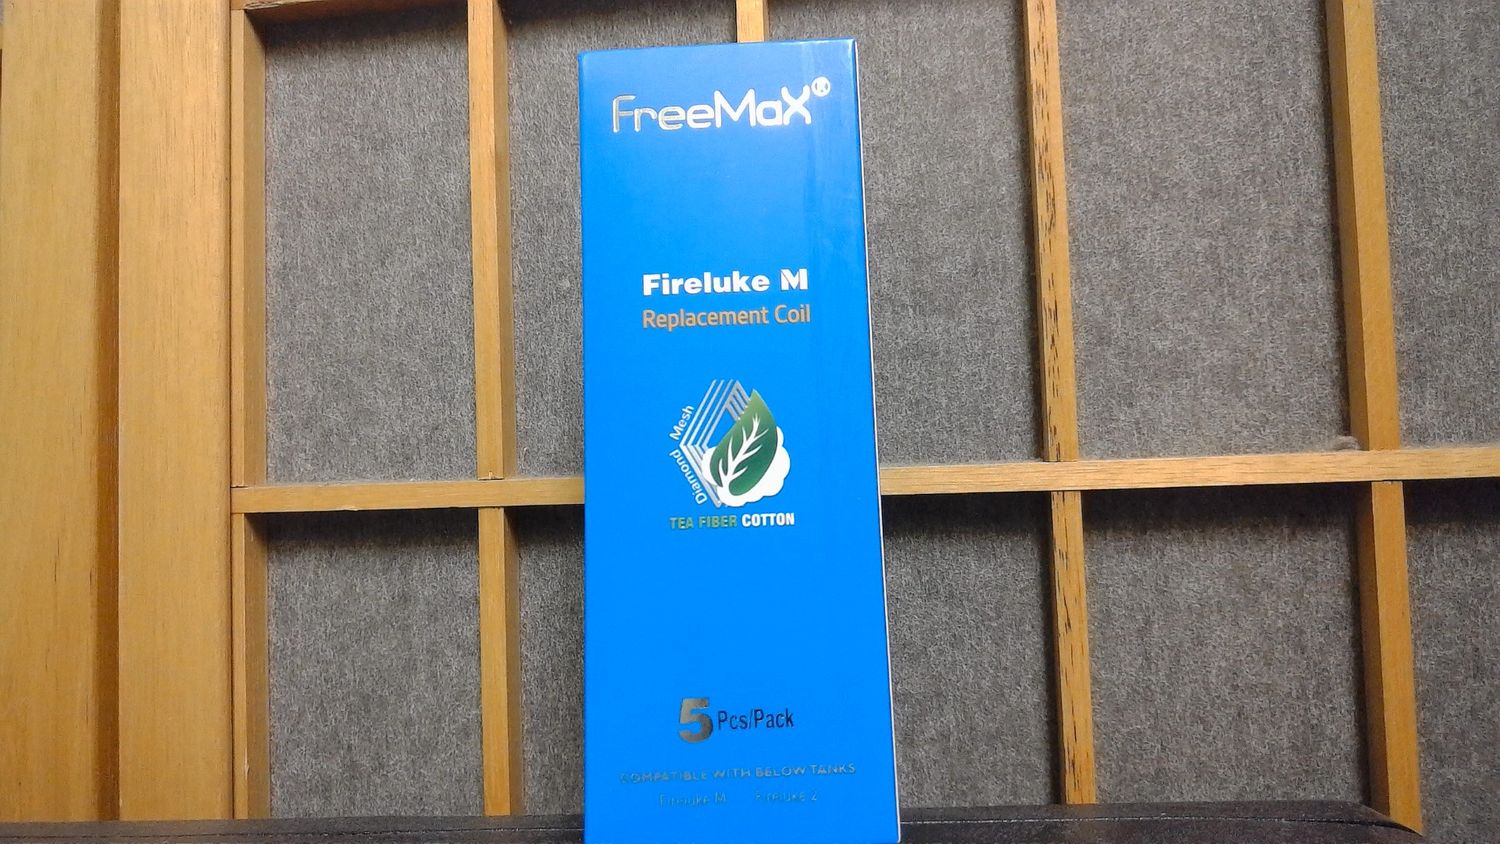 FreeMaX®
Fireluke M
Replacement Coil
Diamond Mesh
TEA FIBER COTTON
5 Pcs/Pack
COMPATIBLE WITH BELOW TANKS
Fireluke M Fireluke 2